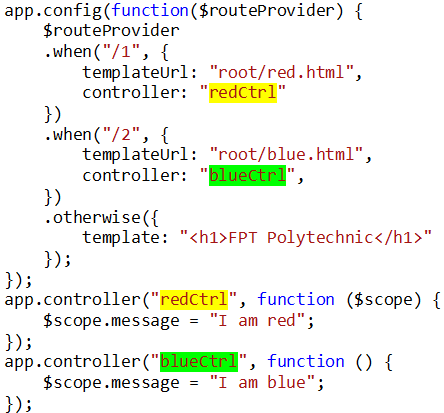 app.config(function($routeProvider) {
    $routeProvider
    .when("/1", {
        templateUrl: "root/red.html",
        controller: "redCtrl"
    })
    .when("/2", {
        templateUrl: "root/blue.html",
        controller: "blueCtrl",
    })
    .otherwise({
        template: "<h1>FPT Polytechnic</h1>"
    });
});
app.controller("redCtrl", function ($scope) {
    $scope.message = "I am red";
});
app.controller("blueCtrl", function () {
    $scope.message = "I am blue";
});